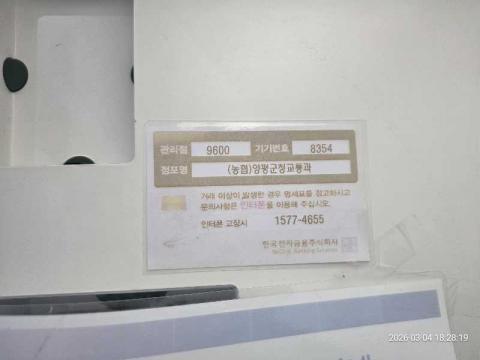 관리점 9600 기기번호 8354
점포명 (농협)양평군청교통과
거래 이상이 발생한 경우 명세표를 참고하시고
문의사항은 인터폰을 이용해 주십시오.
인터폰 고장시 1577-4655
한국전자금융주식회사
2026-03-04 18:28:19